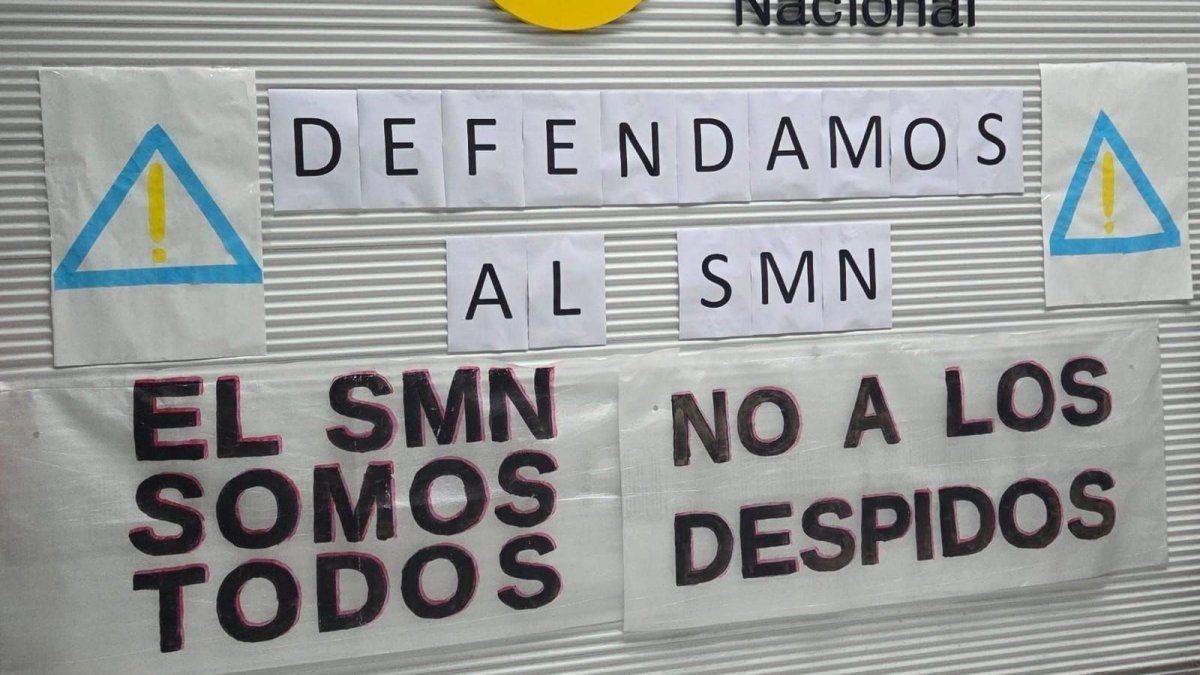 Nacional
DEFENDAMOS
AL SMN
EL SMN
SOMOS
TODOS
NO A LOS
DESPIDOS